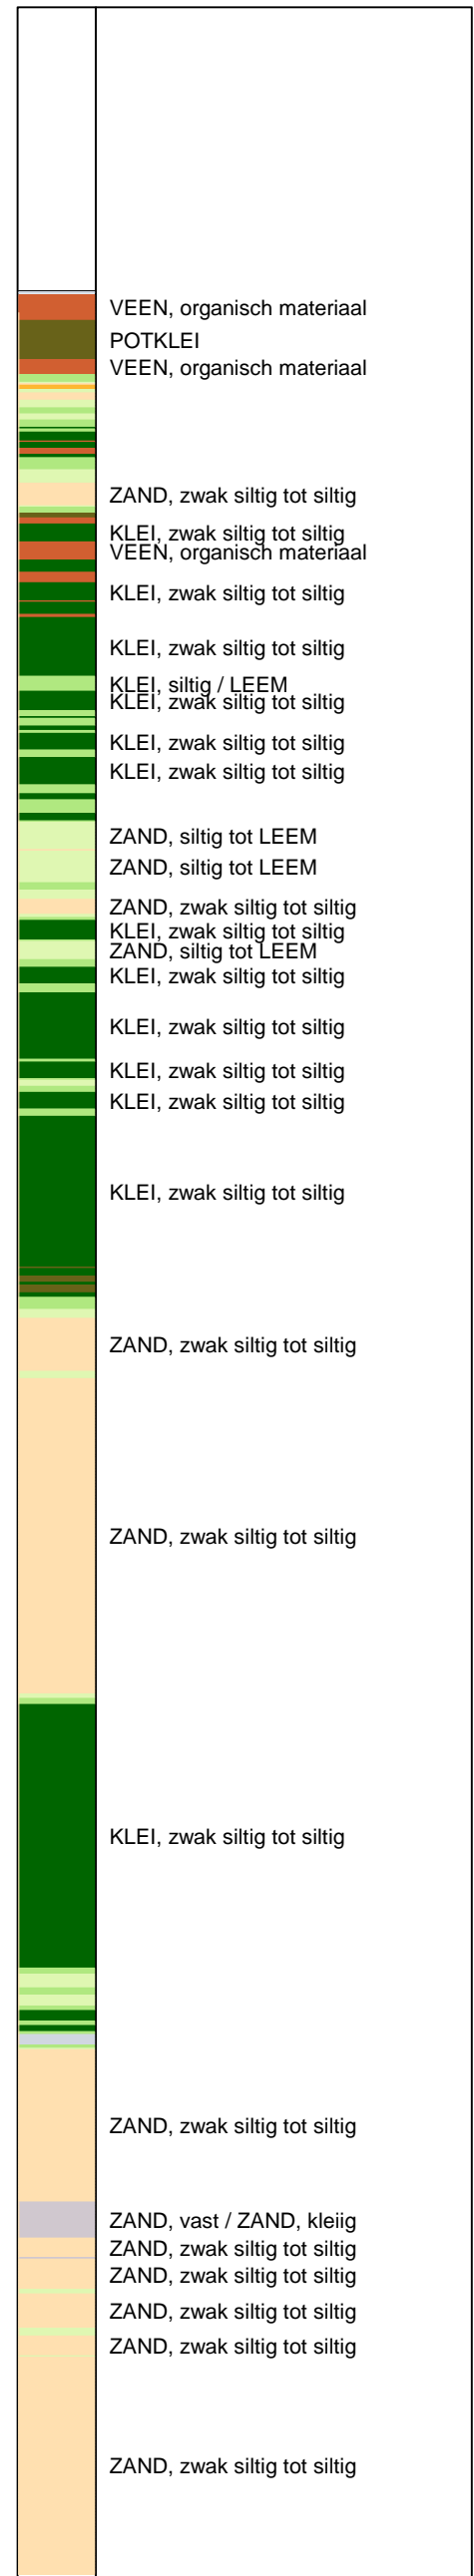 VEEN, organisch materiaal
POTKLEI
VEEN, organisch materiaal
ZAND, zwak siltig tot siltig
KLEI, zwak siltig tot siltig
VEEN, organisch materiaal
KLEI, zwak siltig tot siltig
KLEI, zwak siltig tot siltig
KLEI, siltig / LEEM
KLEI, zwak siltig tot siltig
KLEI, zwak siltig tot siltig
KLEI, zwak siltig tot siltig
ZAND, siltig tot LEEM
ZAND, siltig tot LEEM
ZAND, zwak siltig tot siltig
KLEI, zwak siltig tot siltig
ZAND, siltig tot LEEM
KLEI, zwak siltig tot siltig
KLEI, zwak siltig tot siltig
KLEI, zwak siltig tot siltig
KLEI, zwak siltig tot siltig
KLEI, zwak siltig tot siltig
ZAND, zwak siltig tot siltig
ZAND, zwak siltig tot siltig
KLEI, zwak siltig tot siltig
ZAND, zwak siltig tot siltig
ZAND, vast / ZAND, kleiig
ZAND, zwak siltig tot siltig
ZAND, zwak siltig tot siltig
ZAND, zwak siltig tot siltig
ZAND, zwak siltig tot siltig
ZAND, zwak siltig tot siltig